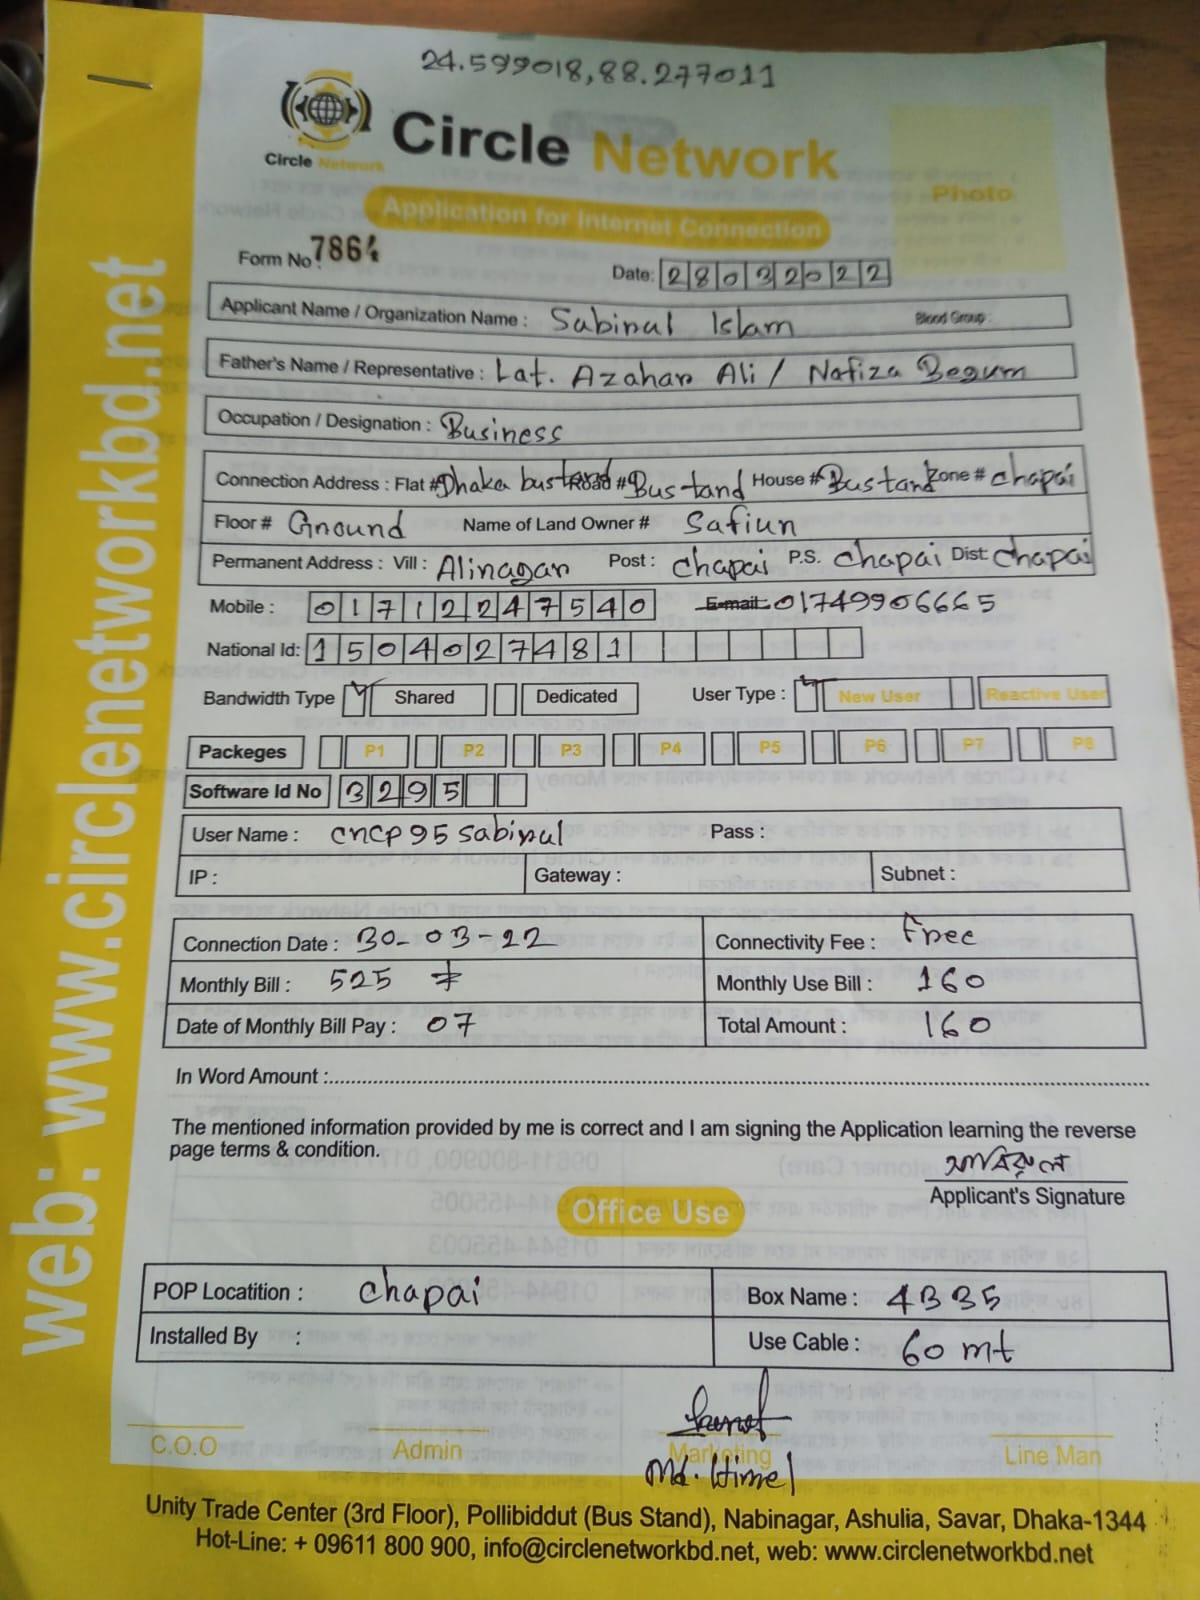 24.599018,88.277011
Circle Network
Circle Network
Photo
Application for Internet Connection
Form No. 7864
Date: 28032022
Applicant Name / Organization Name : Sabirul Islam Blood Group :
Father's Name / Representative : Lat. Azahar Ali / Nafiza Begum
Occupation / Designation : Business
Connection Address : Flat # Dhaka bustand Road # Bustand House # Bustand Zone # chapai
Floor # Ground Name of Land Owner # Safiun
Permanent Address : Vill : Alinagar Post : chapai P.S. chapai Dist: chapai
Mobile : 01712247540 E-mail: 01749906665
National Id: 1504027481
Bandwidth Type Shared Dedicated User Type : New User Reactive User
Packeges P1 P2 P3 P4 P5 P6 P7 P8
Software Id No 3295
User Name : cncp95sabirul Pass :
IP : Gateway : Subnet :
Connection Date : 30-03-22 Connectivity Fee : Free
Monthly Bill : 525 Monthly Use Bill : 160
Date of Monthly Bill Pay : 07 Total Amount : 160
In Word Amount :
The mentioned information provided by me is correct and I am signing the Application learning the reverse
page terms & condition.
সাবিরুল
Applicant's Signature
Office Use
POP Locatition : chapai Box Name : 4B35
Installed By : Use Cable : 60 mt
C.O.O Admin Marketing Line Man
Md. Himel
Unity Trade Center (3rd Floor), Pollibiddut (Bus Stand), Nabinagar, Ashulia, Savar, Dhaka-1344
Hot-Line: + 09611 800 900, info@circlenetworkbd.net, web: www.circlenetworkbd.net
web: www.circlenetworkbd.net